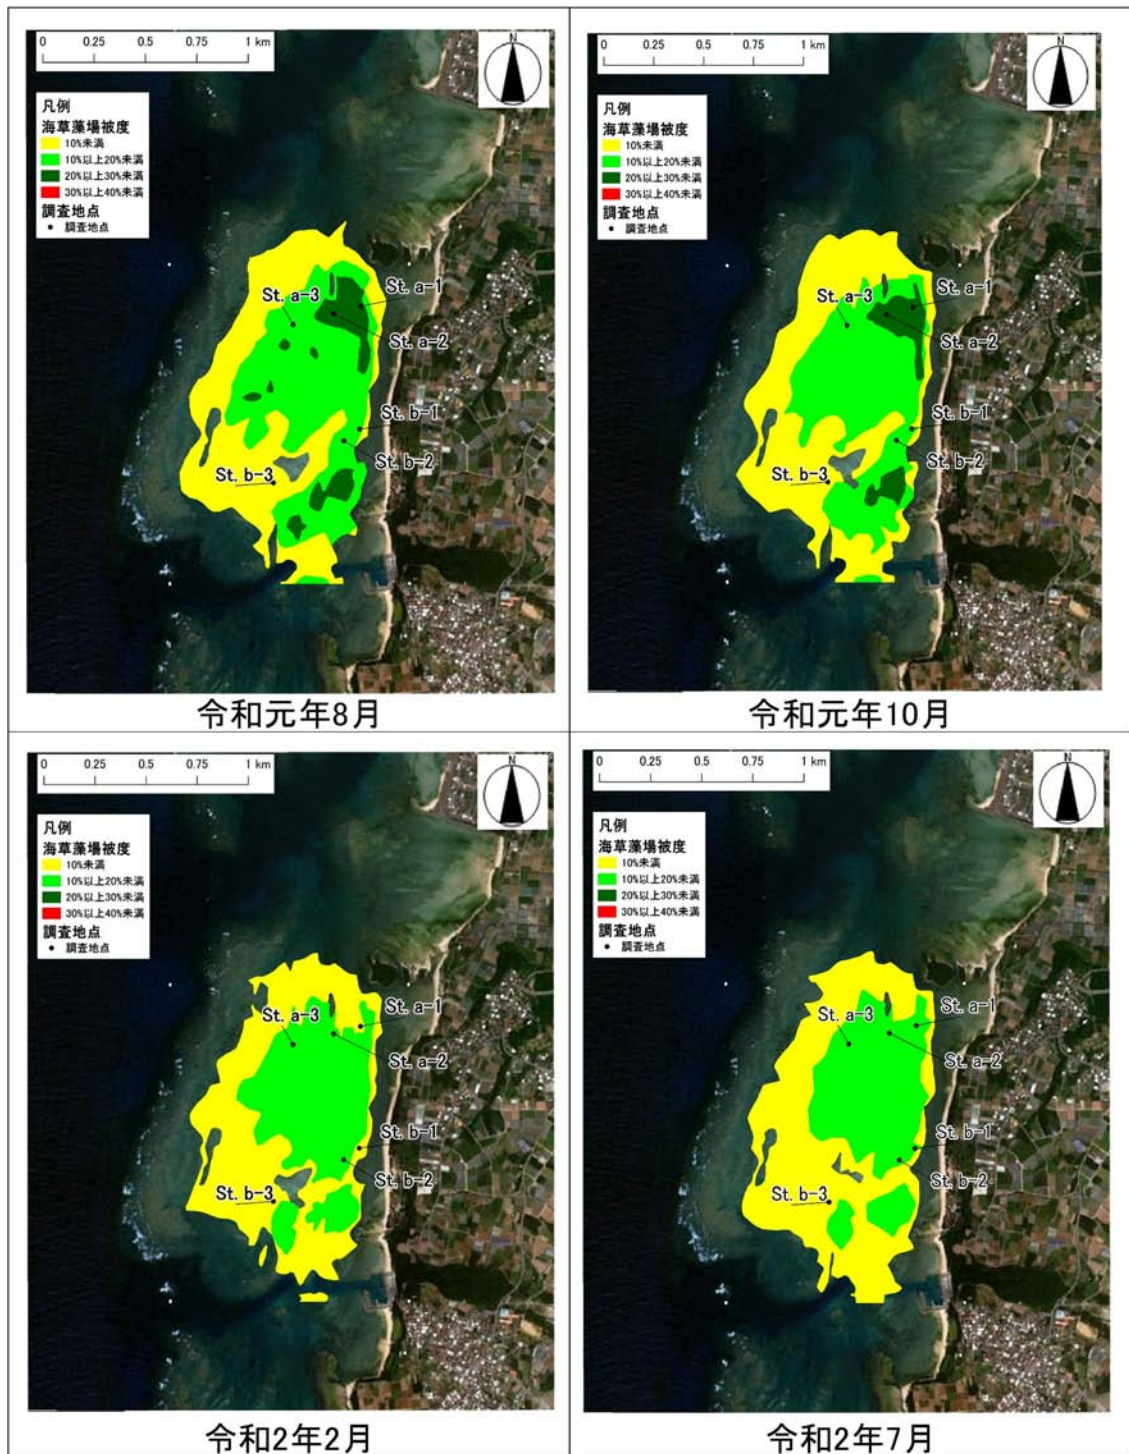 0 0.25 0.5 0.75 1 km
N
凡例
海草藻場被度
10%未満
10%以上20%未満
20%以上30%未満
30%以上40%未満
調査地点
調査地点
St. a-3
St. a-1
St. a-2
St. b-1
St. b-2
St. b-3
令和元年8月
0 0.25 0.5 0.75 1 km
N
凡例
海草藻場被度
10%未満
10%以上20%未満
20%以上30%未満
30%以上40%未満
調査地点
調査地点
St. a-3
St. a-1
St. a-2
St. b-1
St. b-2
St. b-3
令和元年10月
0 0.25 0.5 0.75 1 km
N
凡例
海草藻場被度
10%未満
10%以上20%未満
20%以上30%未満
30%以上40%未満
調査地点
調査地点
St. a-3
St. a-1
St. a-2
St. b-1
St. b-2
St. b-3
令和2年2月
0 0.25 0.5 0.75 1 km
N
凡例
海草藻場被度
10%未満
10%以上20%未満
20%以上30%未満
30%以上40%未満
調査地点
調査地点
St. a-3
St. a-1
St. a-2
St. b-1
St. b-2
St. b-3
令和2年7月